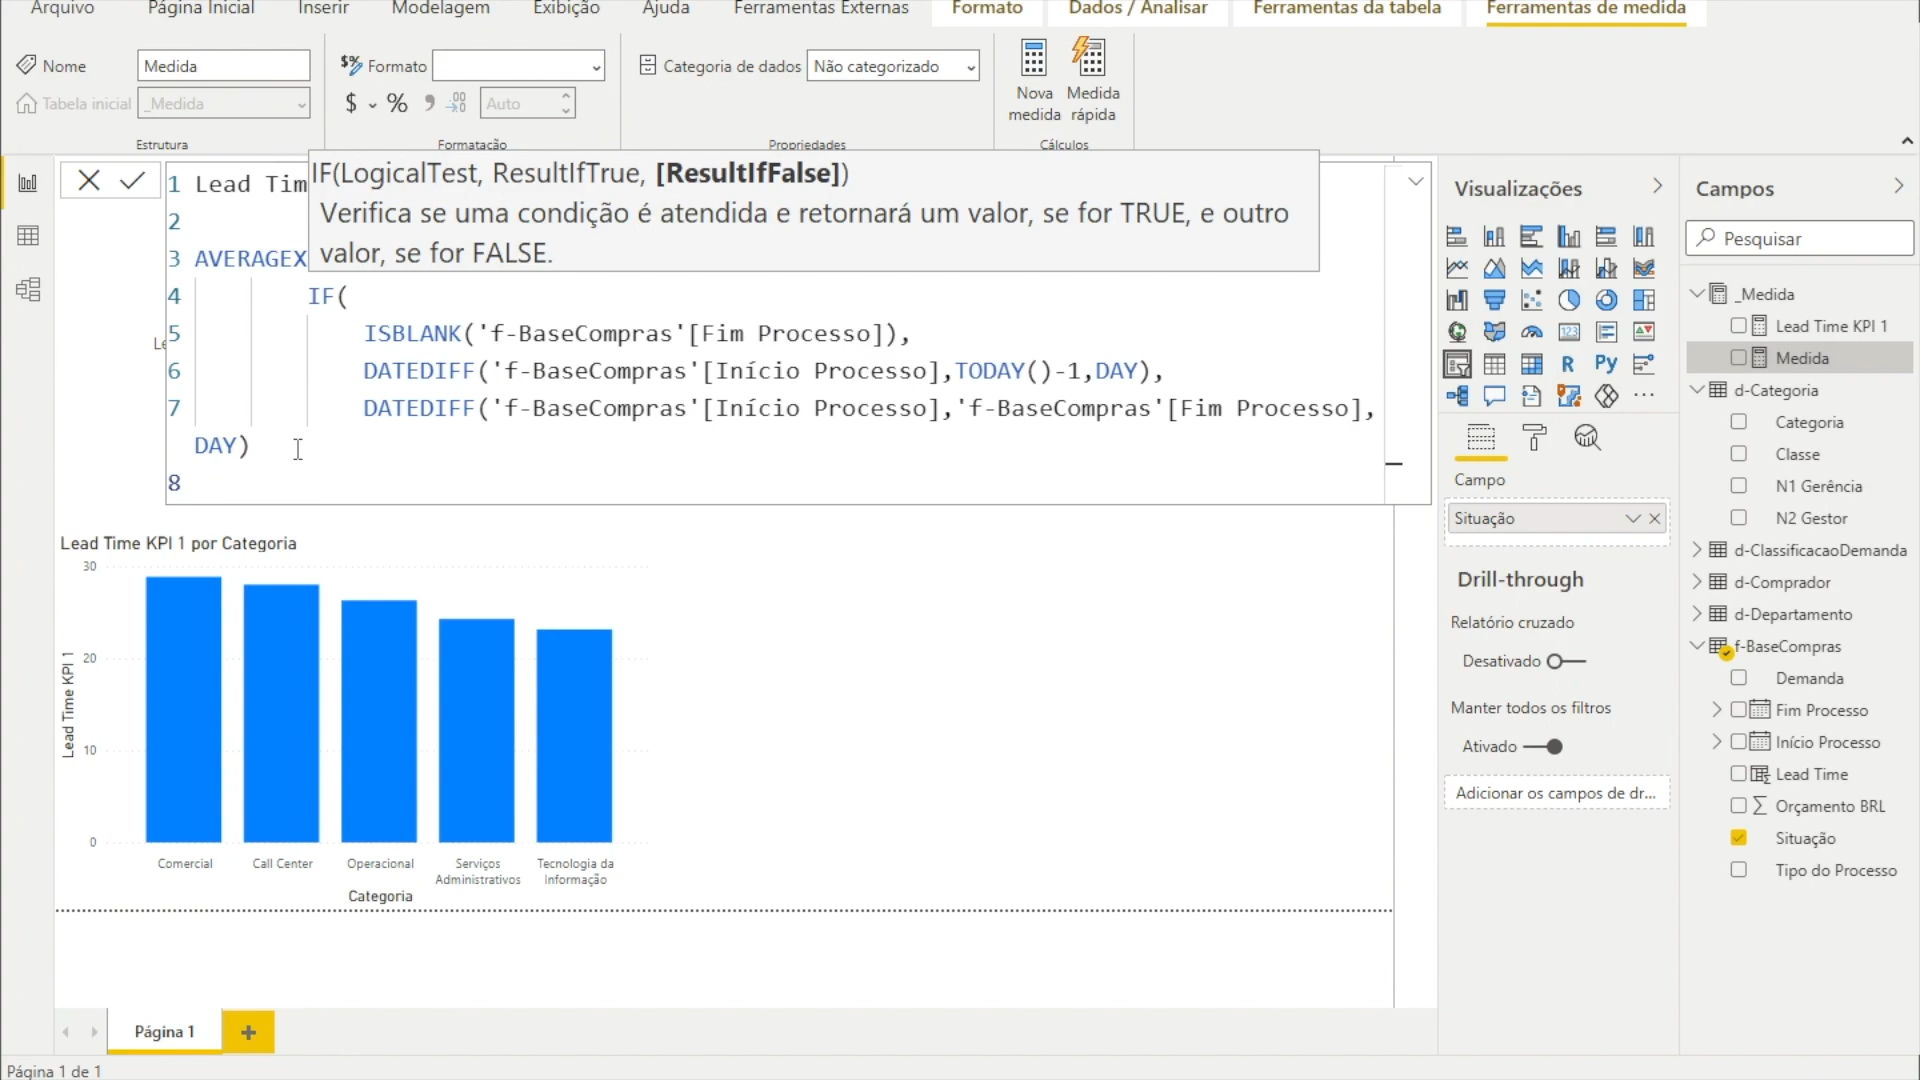 Arquivo Página Inicial Inserir Modelagem Exibição Ajuda Ferramentas Externas Formato Dados / Analisar Ferramentas da tabela Ferramentas de medida
Nome Medida
Formato
Categoria de dados Não categorizado
Tabela inicial _Medida
$ % Auto
Nova medida
Medida rápida
Estrutura
Formatação
Propriedades
Cálculos
IF(LogicalTest, ResultIfTrue, [ResultIfFalse])
Verifica se uma condição é atendida e retornará um valor, se for TRUE, e outro
valor, se for FALSE.
1 Lead Tim
2
3 AVERAGEX
4 IF(
5 ISBLANK('f-BaseCompras'[Fim Processo]),
6 DATEDIFF('f-BaseCompras'[Início Processo],TODAY()-1,DAY),
7 DATEDIFF('f-BaseCompras'[Início Processo],'f-BaseCompras'[Fim Processo],
DAY)
8
Le
Lead Time KPI 1 por Categoria
30
20
10
0
Lead Time KPI 1
Comercial
Call Center
Operacional
Serviços Administrativos
Tecnologia da Informação
Categoria
Página 1
Página 1 de 1
Visualizações
R
Py
Campo
Situação
Drill-through
Relatório cruzado
Desativado
Manter todos os filtros
Ativado
Adicionar os campos de dr...
Campos
Pesquisar
_Medida
Lead Time KPI 1
Medida
d-Categoria
Categoria
Classe
N1 Gerência
N2 Gestor
d-ClassificacaoDemanda
d-Comprador
d-Departamento
f-BaseCompras
Demanda
Fim Processo
Início Processo
Lead Time
Orçamento BRL
Situação
Tipo do Processo